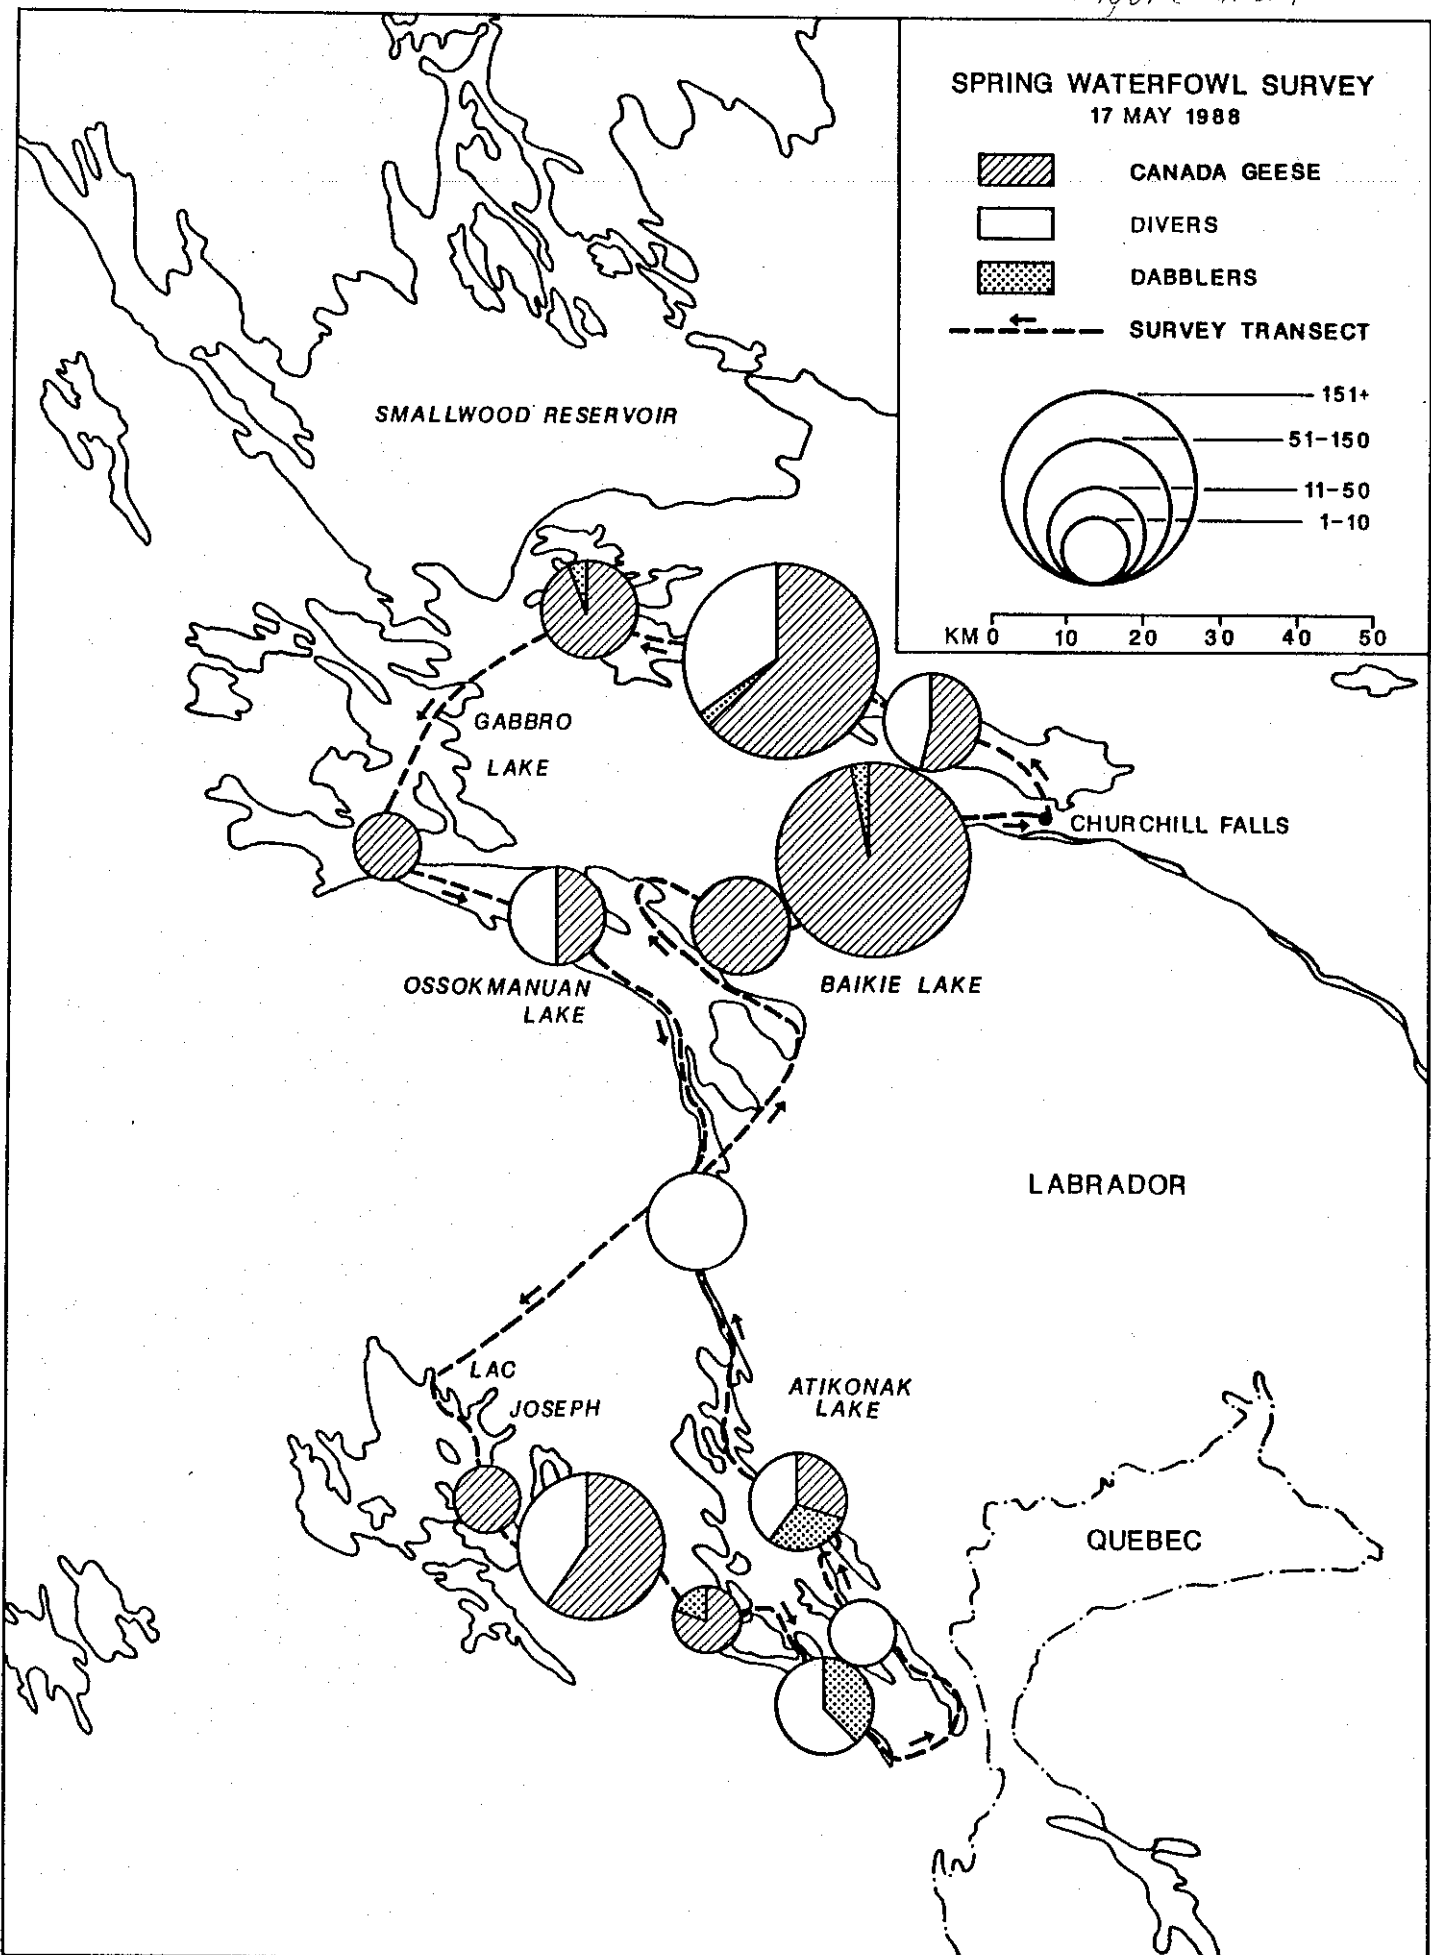 SPRING WATERFOWL SURVEY
17 MAY 1988
CANADA GEESE
DIVERS
DABBLERS
SURVEY TRANSECT
151+
51-150
11-50
1-10
KM 0 10 20 30 40 50
SMALLWOOD RESERVOIR
GABBRO
LAKE
CHURCHILL FALLS
OSSOKMANUAN
LAKE
BAIKIE LAKE
LABRADOR
LAC
JOSEPH
ATIKONAK
LAKE
QUEBEC